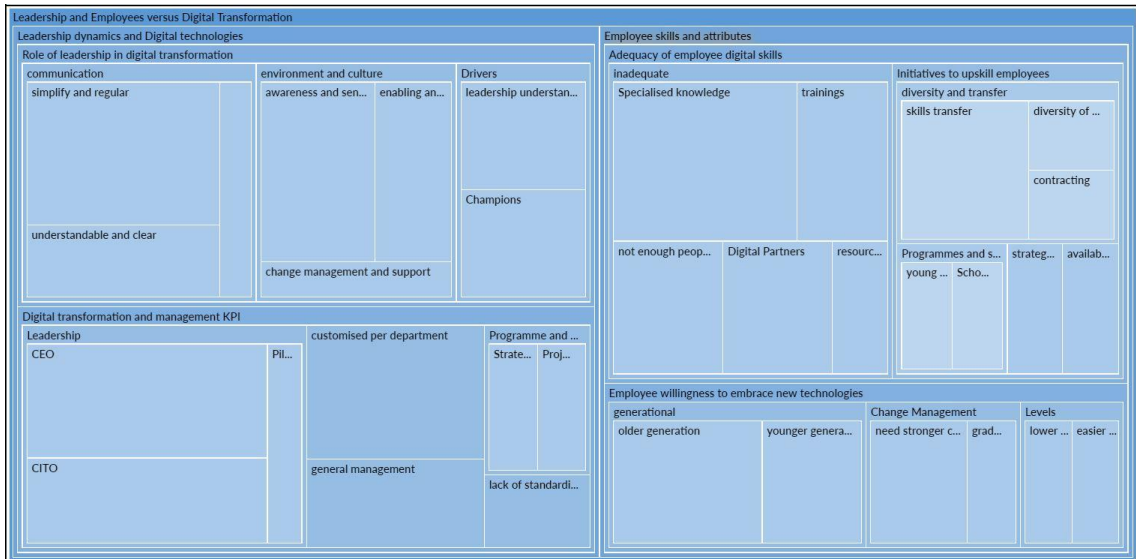 Leadership and Employees versus Digital Transformation
Leadership dynamics and Digital technologies
Role of leadership in digital transformation
communication
simplify and regular
understandable and clear
environment and culture
awareness and sen...
enabling an...
change management and support
Drivers
leadership understan...
Champions
Digital transformation and management KPI
Leadership
CEO
Pil...
CITO
customised per department
general management
Programme and ...
Strate...
Proj...
lack of standardi...
Employee skills and attributes
Adequacy of employee digital skills
inadequate
Specialised knowledge
trainings
not enough peop...
Digital Partners
resourc...
Initiatives to upskill employees
diversity and transfer
skills transfer
diversity of ...
contracting
Programmes and s...
young ...
Scho...
strateg...
availab...
Employee willingness to embrace new technologies
generational
older generation
younger genera...
Change Management
need stronger c...
grad...
Levels
lower ...
easier ...